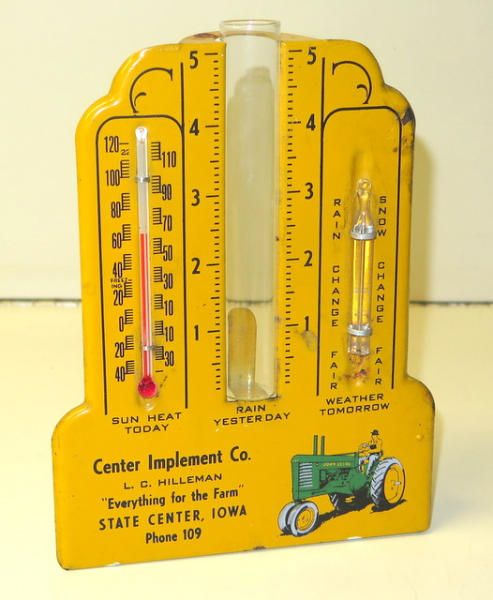 5 5
4 4
3 3
2 2
1 1
120 110
100 90
80 70
60 50
40 30
FREEZ
ING
20 10
0 10
20 30
40
RAIN CHANGE FAIR
SNOW CHANGE FAIR
SUN HEAT
TODAY
RAIN
YESTERDAY
WEATHER
TOMORROW
Center Implement Co.
L. C. HILLEMAN
"Everything for the Farm"
STATE CENTER, IOWA
Phone 109
JOHN DEERE